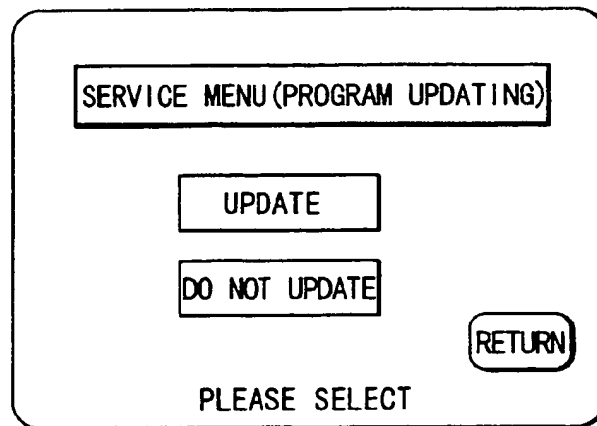 SERVICE MENU(PROGRAM UPDATING)
UPDATE
DO NOT UPDATE
RETURN
PLEASE SELECT